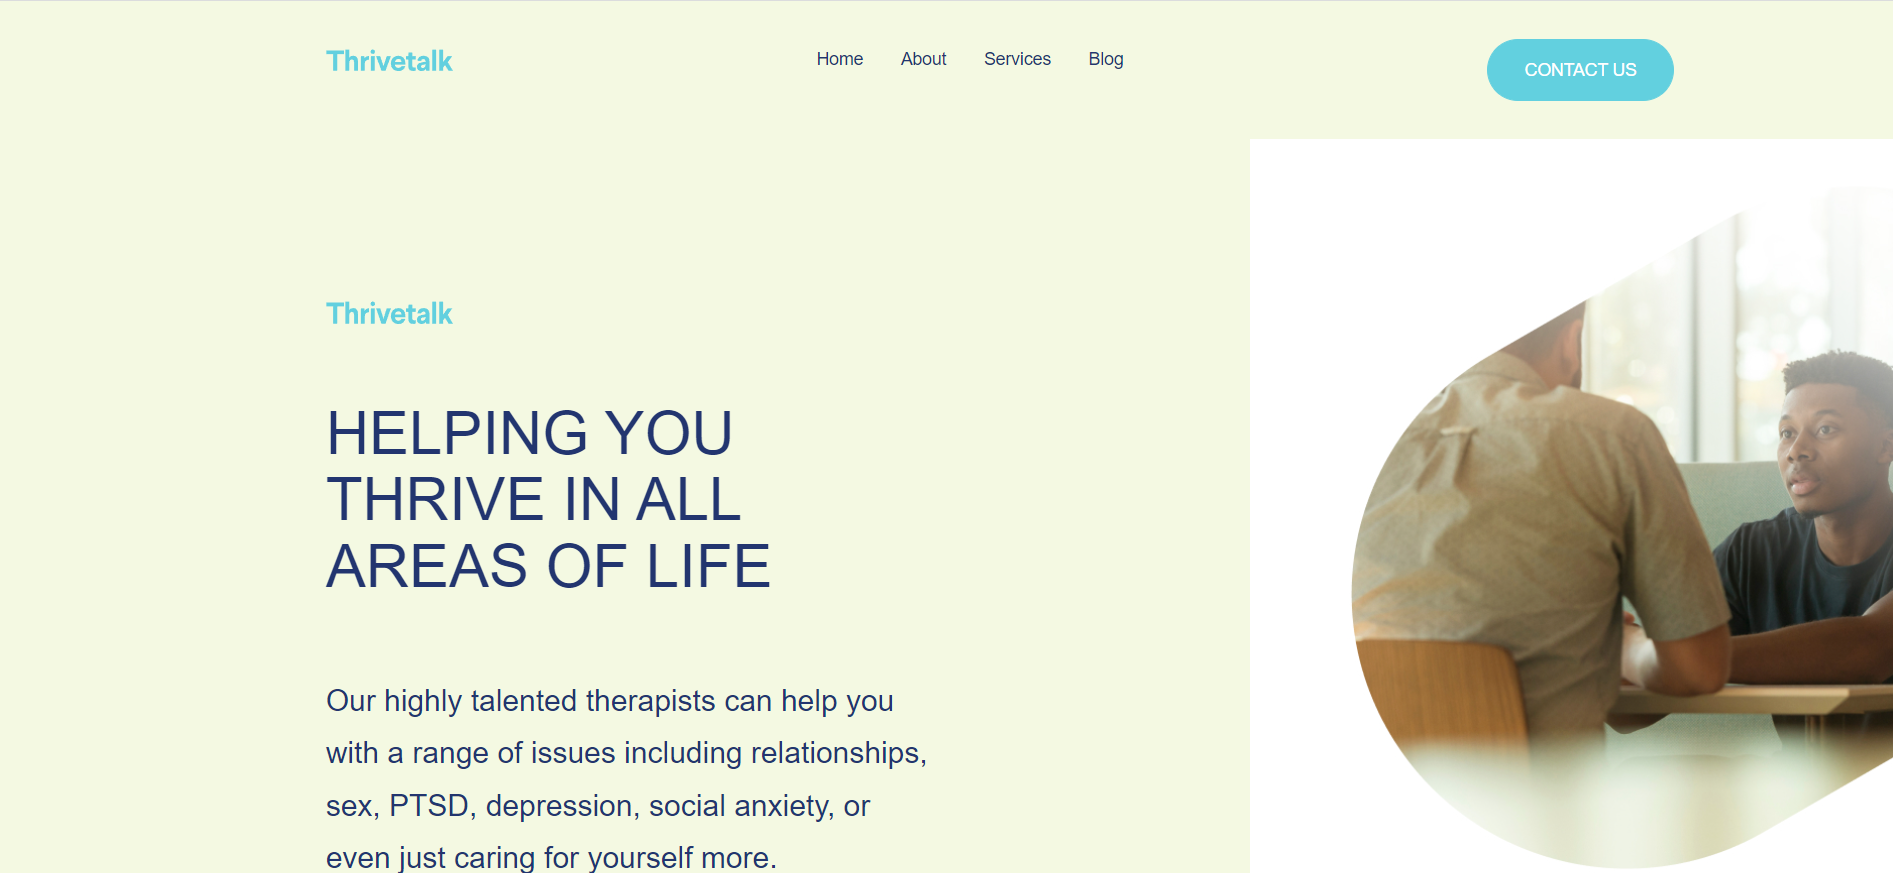 Thrivetalk
Home About Services Blog
CONTACT US
Thrivetalk
HELPING YOU
THRIVE IN ALL
AREAS OF LIFE
Our highly talented therapists can help you
with a range of issues including relationships,
sex, PTSD, depression, social anxiety, or
even just caring for yourself more.